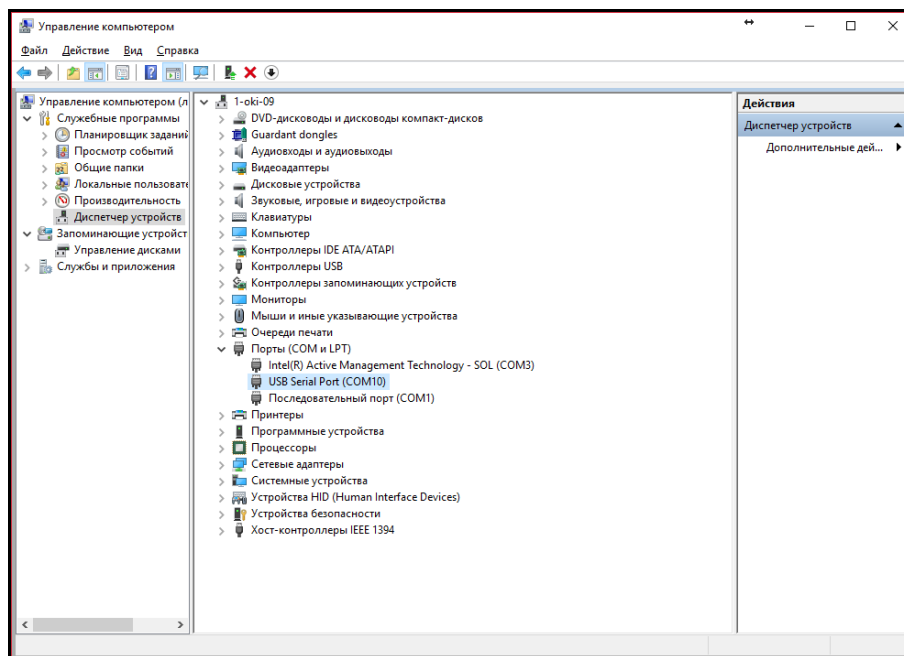 Управление компьютером
Файл Действие Вид Справка
Управление компьютером (л
Служебные программы
Планировщик заданий
Просмотр событий
Общие папки
Локальные пользовате
Производительность
Диспетчер устройств
Запоминающие устройст
Управление дисками
Службы и приложения
1-oki-09
DVD-дисководы и дисководы компакт-дисков
Guardant dongles
Аудиовходы и аудиовыходы
Видеоадаптеры
Дисковые устройства
Звуковые, игровые и видеоустройства
Клавиатуры
Компьютер
Контроллеры IDE ATA/ATAPI
Контроллеры USB
Контроллеры запоминающих устройств
Мониторы
Мыши и иные указывающие устройства
Очереди печати
Порты (COM и LPT)
Intel(R) Active Management Technology - SOL (COM3)
USB Serial Port (COM10)
Последовательный порт (COM1)
Принтеры
Программные устройства
Процессоры
Сетевые адаптеры
Системные устройства
Устройства HID (Human Interface Devices)
Устройства безопасности
Хост-контроллеры IEEE 1394
Действия
Диспетчер устройств
Дополнительные дей...